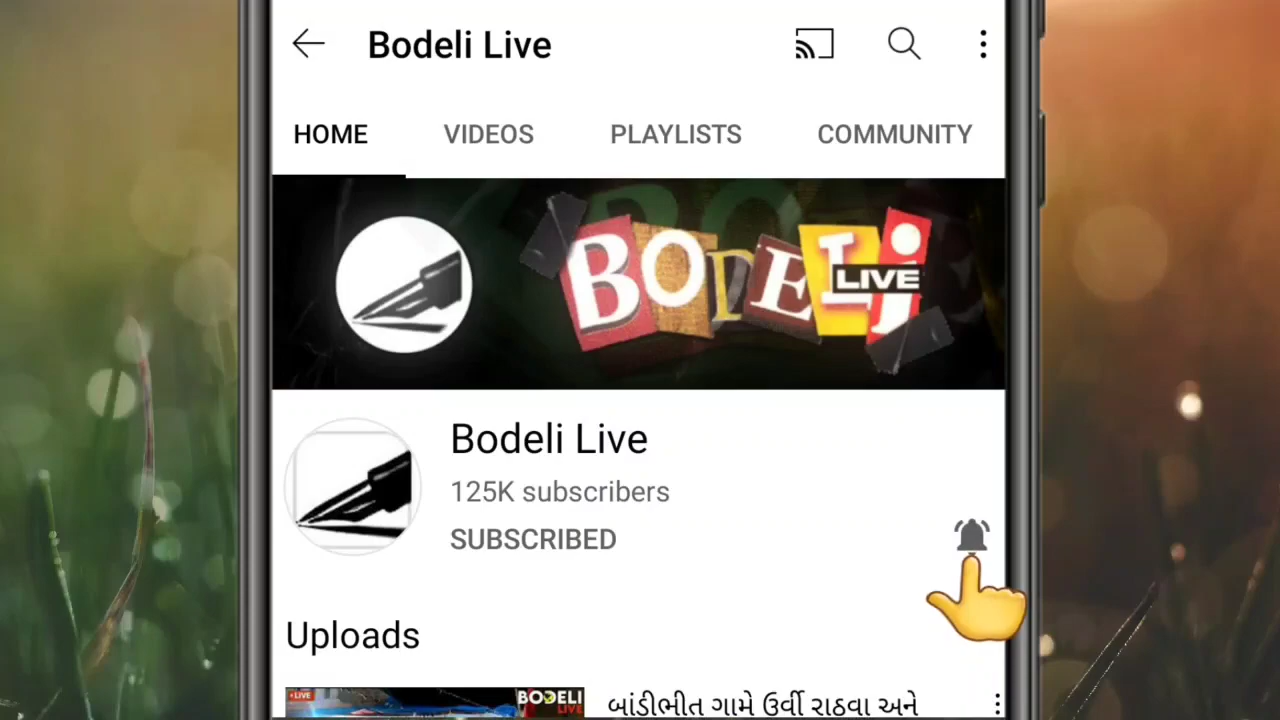 Bodeli Live
HOME VIDEOS PLAYLISTS COMMUNITY
BODELi
LIVE
Bodeli Live
125K subscribers
SUBSCRIBED
Uploads
LIVE
BODELI
LIVE
બાંડીભીત ગામે ઉર્વી રાઠવા અને